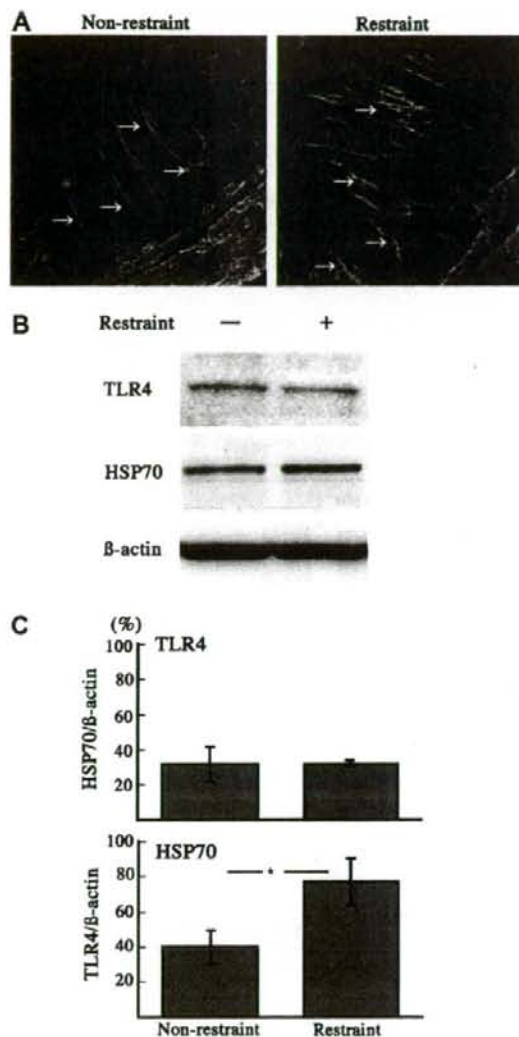 A
Non-restraint Restraint
B
Restraint — +
TLR4
HSP70
ß-actin
C
(%)
TLR4
HSP70/ß-actin
100
80
60
40
20
HSP70
*
TLR4/ß-actin
100
80
60
40
20
Non-restraint Restraint